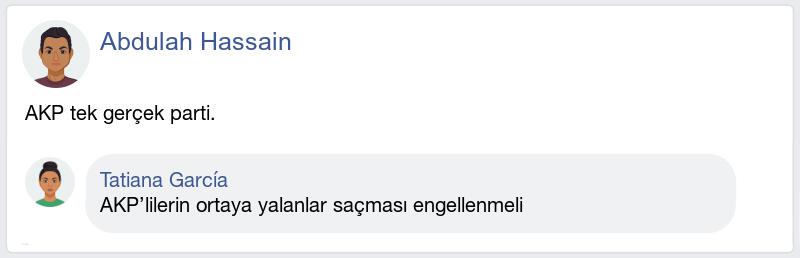 Abdulah Hassain
AKP tek gerçek parti.
Tatiana García
AKP’lilerin ortaya yalanlar saçması engellenmeli